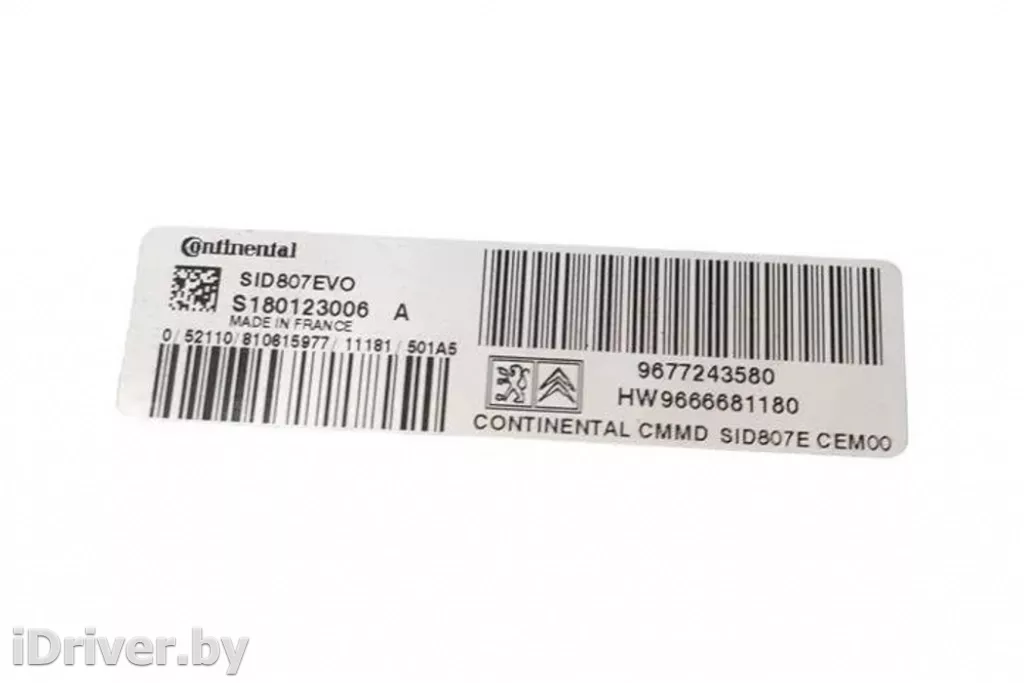 Continental
SID807EVO
S180123006 A
MADE IN FRANCE
0/52110/810615977/11181/501A5
9677243580
HW9666681180
CONTINENTAL CMMD SID807E CEM00
iDriver.by